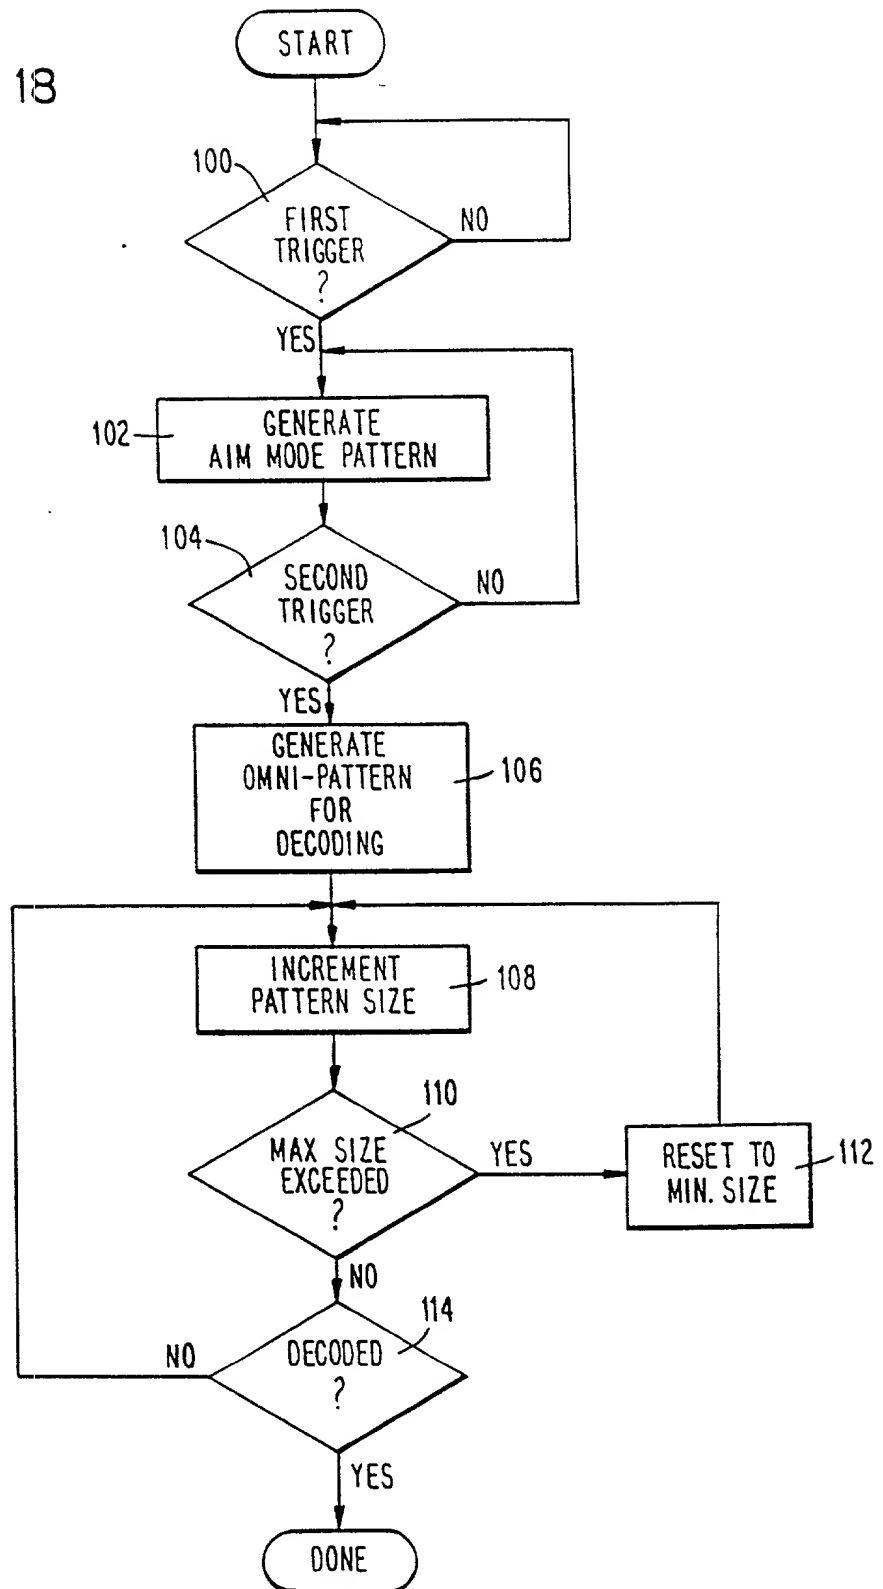 START
18
100
FIRST
TRIGGER
?
NO
YES
102
GENERATE
AIM MODE PATTERN
104
SECOND
TRIGGER
?
NO
YES
GENERATE
OMNI-PATTERN
FOR
DECODING
106
INCREMENT
PATTERN SIZE
108
110
MAX SIZE
EXCEEDED
?
YES
RESET TO
MIN. SIZE
112
NO
114
DECODED
?
NO
YES
DONE